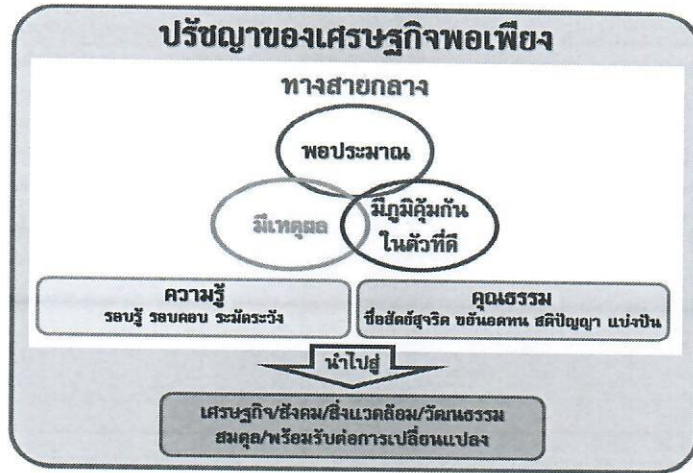 ปรัชญาของเศรษฐกิจพอเพียง
ทางสายกลาง
พอประมาณ
มีเหตุผล
มีภูมิคุ้มกัน
ในตัวที่ดี
ความรู้
รอบรู้ รอบคอบ ระมัดระวัง
คุณธรรม
ซื่อสัตย์สุจริต ขยันอดทน สติปัญญา แบ่งปัน
นำไปสู่
เศรษฐกิจ/สังคม/สิ่งแวดล้อม/วัฒนธรรม
สมดุล/พร้อมรับต่อการเปลี่ยนแปลง